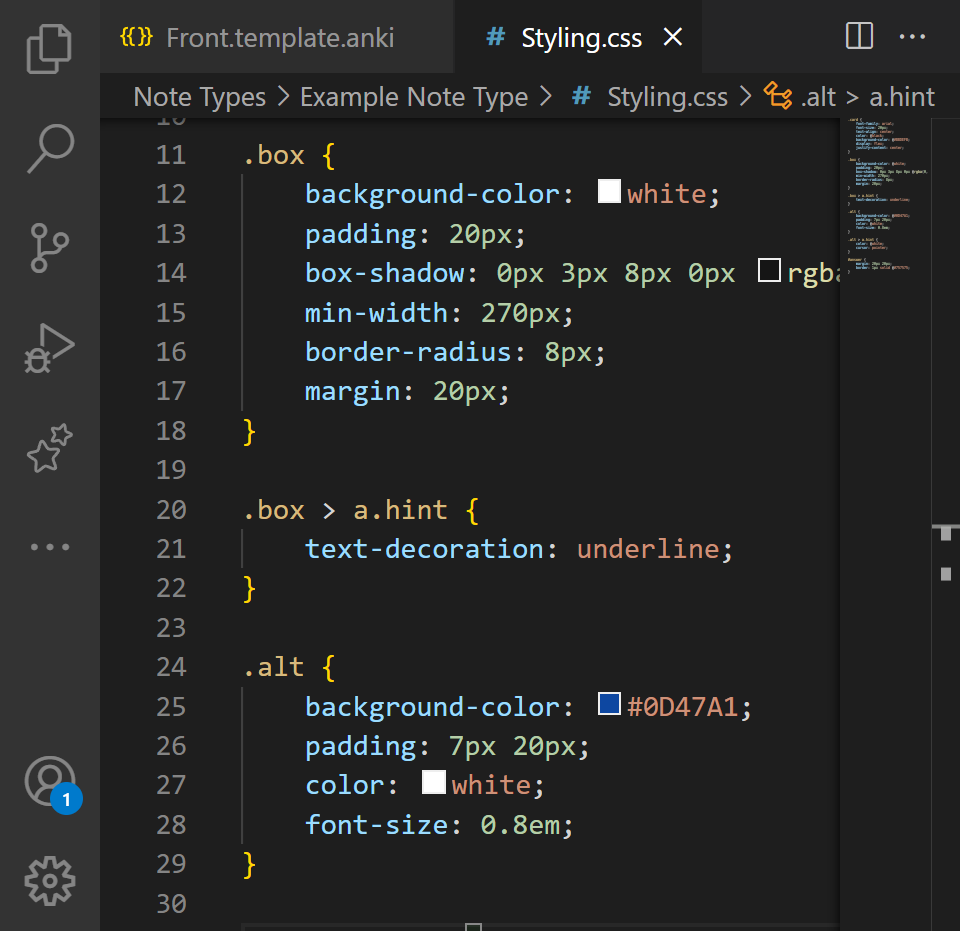 {{}} Front.template.anki
# Styling.css
Note Types > Example Note Type > # Styling.css > .alt > a.hint
11 .box {
12 background-color: white;
13 padding: 20px;
14 box-shadow: 0px 3px 8px 0px rgba
15 min-width: 270px;
16 border-radius: 8px;
17 margin: 20px;
18 }
19
20 .box > a.hint {
21 text-decoration: underline;
22 }
23
24 .alt {
25 background-color: #0D47A1;
26 padding: 7px 20px;
27 color: white;
28 font-size: 0.8em;
29 }
30
1